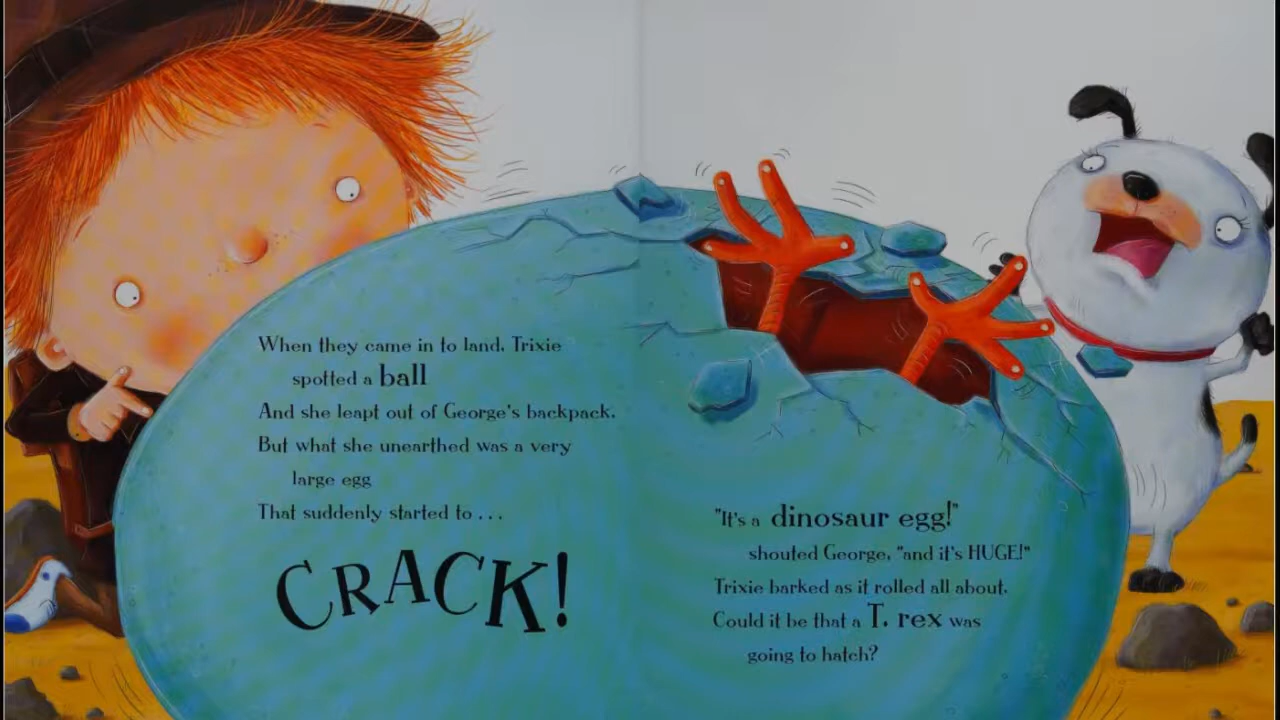 When they came in to land, Trixie
spotted a ball
And she leapt out of George's backpack.
But what she unearthed was a very
large egg
That suddenly started to . . .
CRACK!
"It's a dinosaur egg!"
shouted George, "and it's HUGE!"
Trixie barked as it rolled all about.
Could it be that a T. rex was
going to hatch?